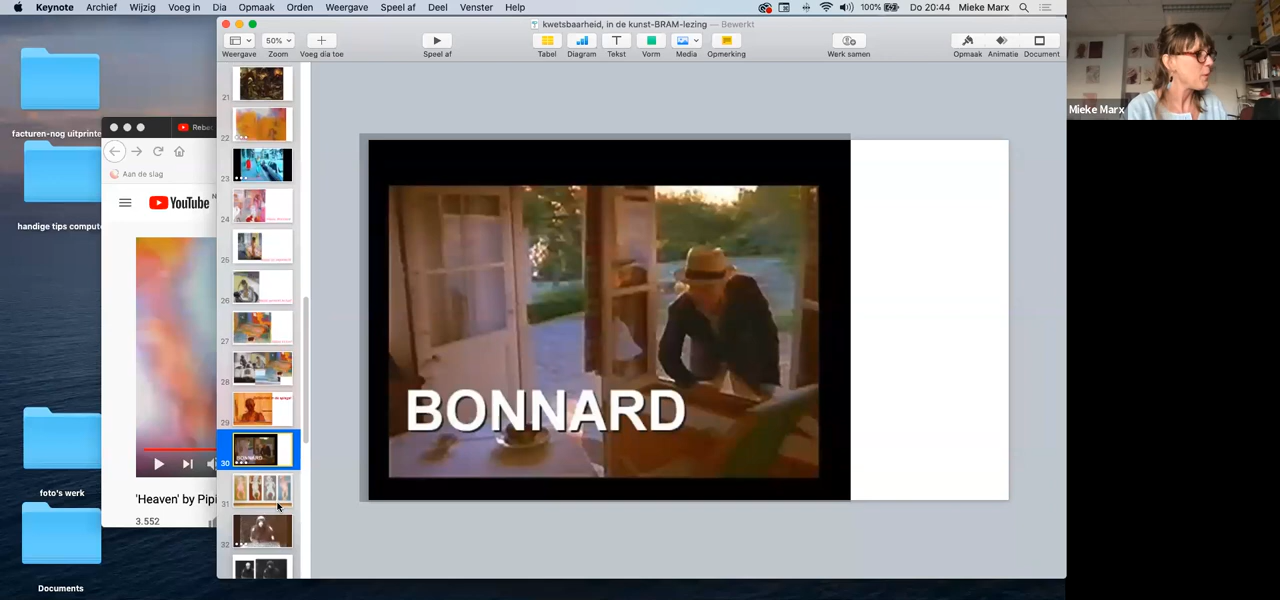 Keynote Archief Wijzig Voeg in Dia Opmaak Orden Weergave Speel af Deel Venster Help 100% Do 20:44 Mieke Marx
kwetsbaarheid, in de kunst-BRAM-lezing — Bewerkt
50%
Weergave Zoom Voeg dia toe Speel af Tabel Diagram Tekst Vorm Media Opmerking Werk samen Opmaak Animatie Document
Mieke Marx
facturen-nog uitprinte
handige tips compute
foto's werk
Documents
Aan de slag
YouTube
'Heaven' by Pipi
3.552
21
22
23
24
25
26
27
28
29
30
31
32
BONNARD